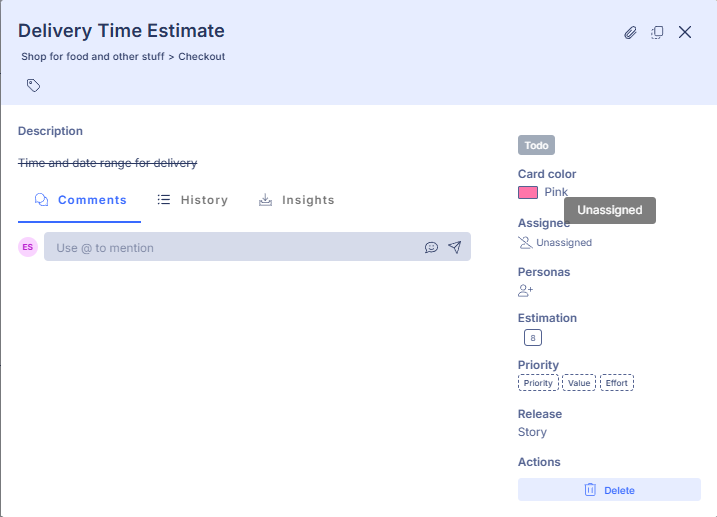 Delivery Time Estimate
Shop for food and other stuff > Checkout
Description
Time and date range for delivery
Comments History Insights
ES Use @ to mention
Todo
Card color
Pink
Unassigned
Assignee
Unassigned
Personas
Estimation
8
Priority
Priority Value Effort
Release
Story
Actions
Delete